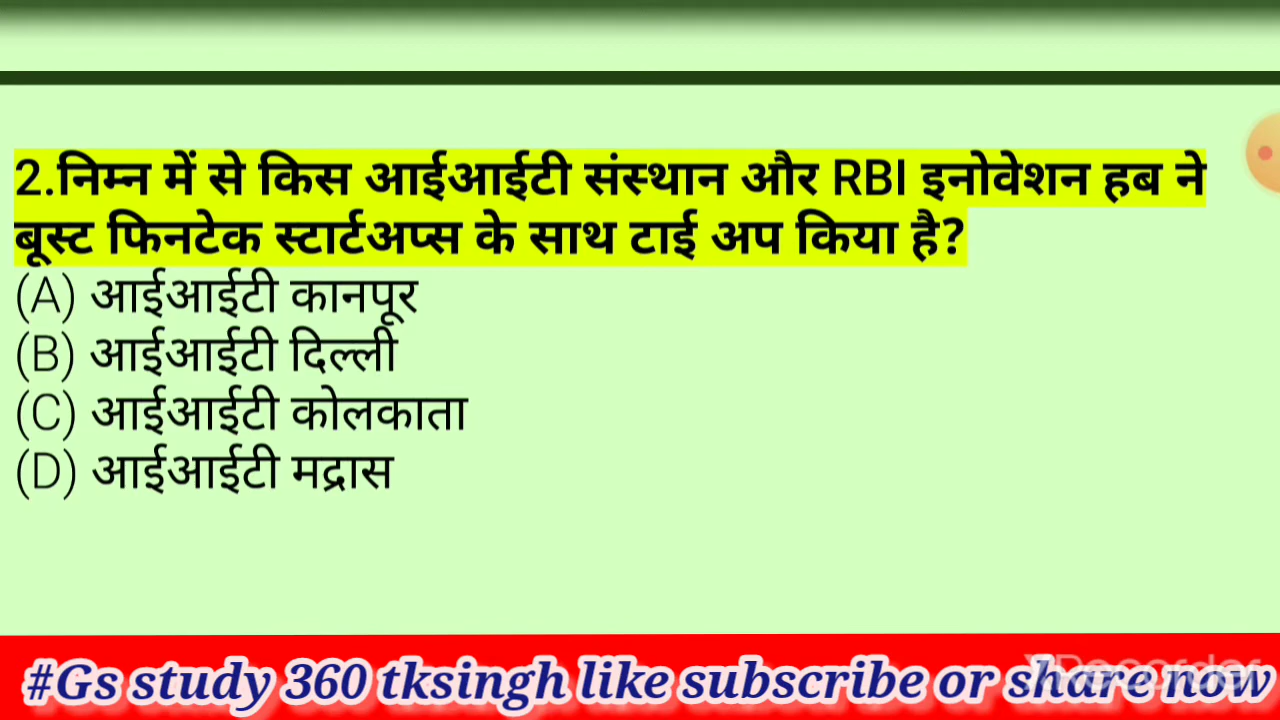 2.निम्न में से किस आईआईटी संस्थान और RBI इनोवेशन हब ने
बूस्ट फिनटेक स्टार्टअप्स के साथ टाई अप किया है?
(A) आईआईटी कानपूर
(B) आईआईटी दिल्ली
(C) आईआईटी कोलकाता
(D) आईआईटी मद्रास
#Gs study 360 tksingh like subscribe or share now
XRecorder